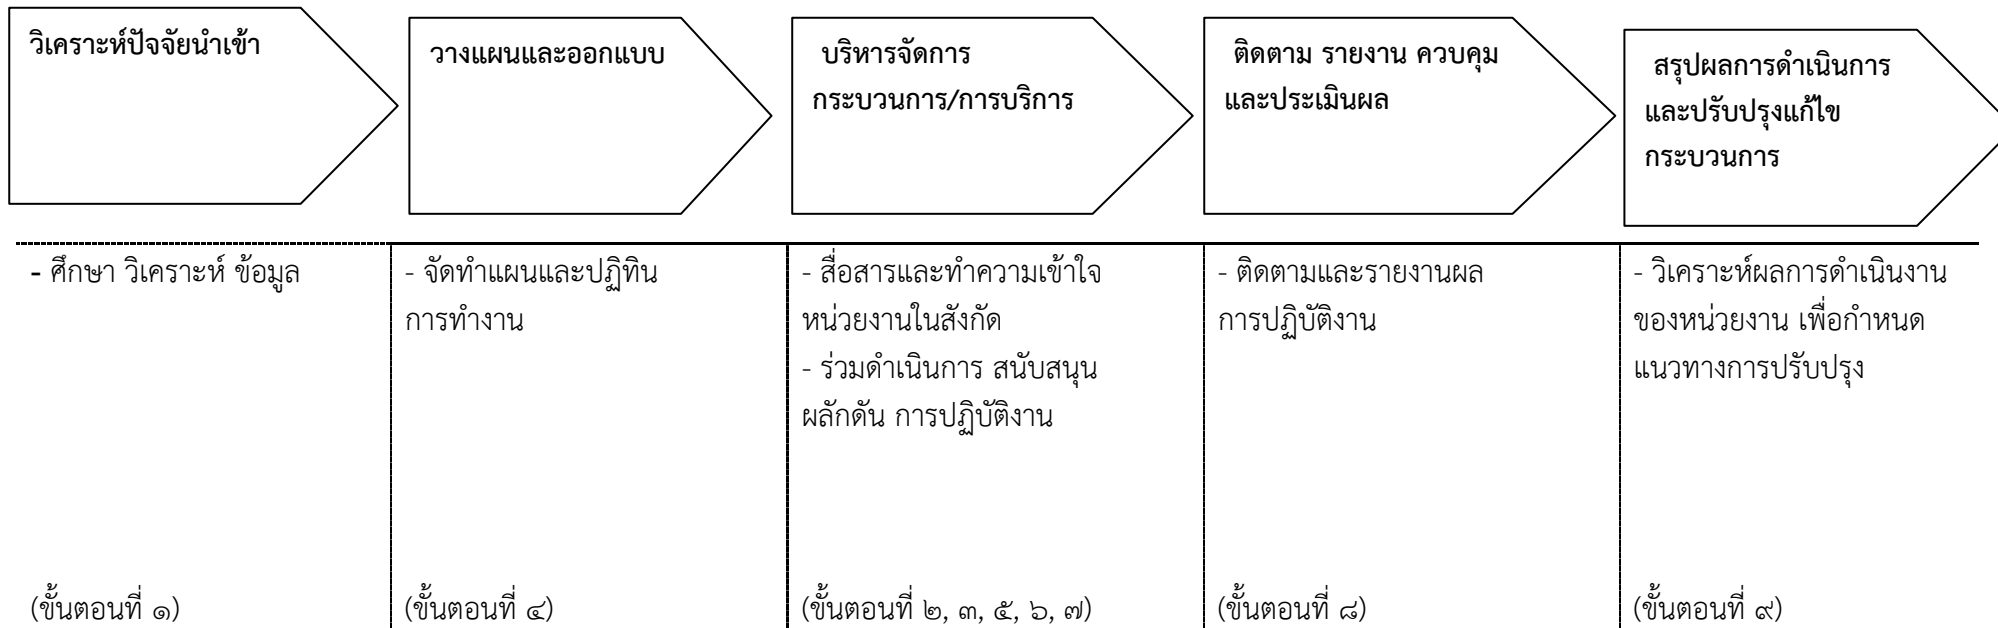 วิเคราะห์ปัจจัยนำเข้า
วางแผนและออกแบบ
บริหารจัดการ
กระบวนการ/การบริการ
ติดตาม รายงาน ควบคุม
และประเมินผล
สรุปผลการดำเนินการ
และปรับปรุงแก้ไข
กระบวนการ
- ศึกษา วิเคราะห์ ข้อมูล
(ขั้นตอนที่ ๑)
- จัดทำแผนและปฏิทิน
การทำงาน
(ขั้นตอนที่ ๔)
- สื่อสารและทำความเข้าใจ
หน่วยงานในสังกัด
- ร่วมดำเนินการ สนับสนุน
ผลักดัน การปฏิบัติงาน
(ขั้นตอนที่ ๒, ๓, ๕, ๖, ๗)
- ติดตามและรายงานผล
การปฏิบัติงาน
(ขั้นตอนที่ ๘)
- วิเคราะห์ผลการดำเนินงาน
ของหน่วยงาน เพื่อกำหนด
แนวทางการปรับปรุง
(ขั้นตอนที่ ๙)